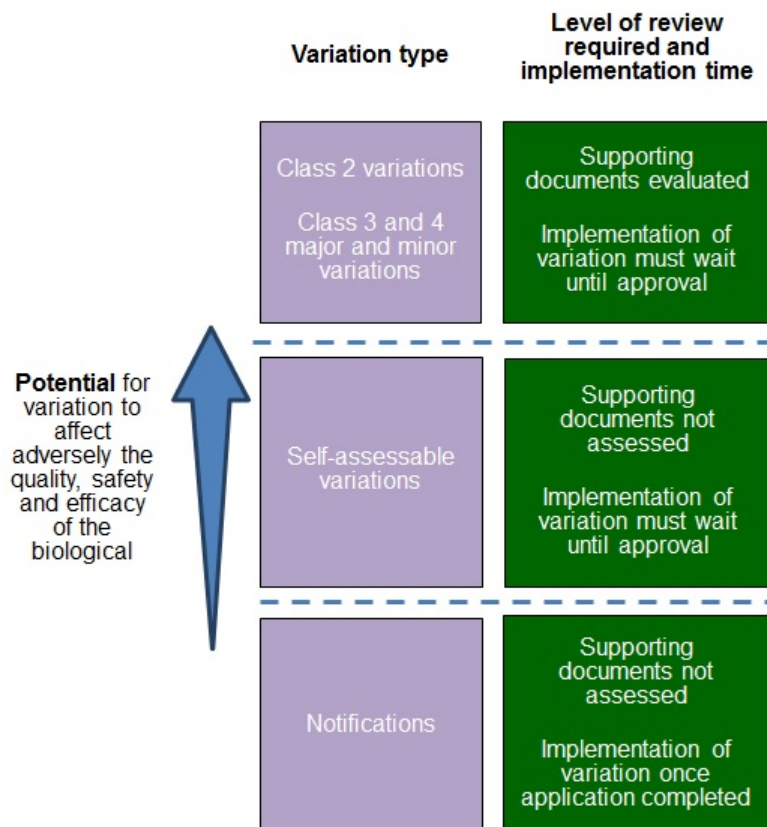 Variation type
Level of review
required and
implementation time
Class 2 variations
Class 3 and 4
major and minor
variations
Supporting
documents evaluated
Implementation of
variation must wait
until approval
Potential for
variation to
affect
adversely the
quality, safety
and efficacy
of the
biological
Self-assessable
variations
Supporting
documents not
assessed
Implementation of
variation must wait
until approval
Notifications
Supporting
documents not
assessed
Implementation of
variation once
application completed